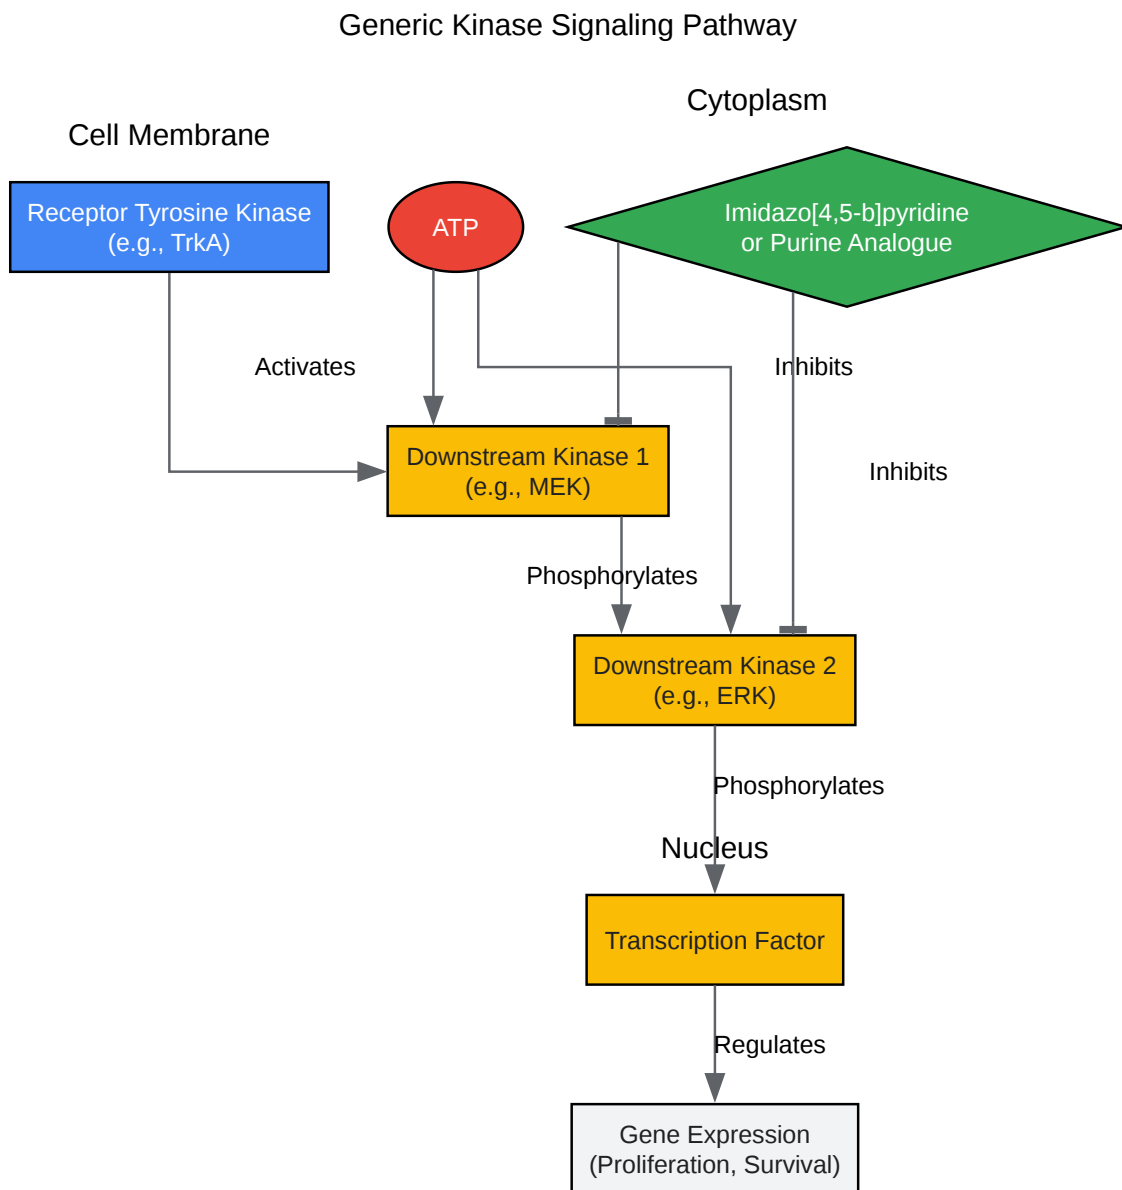 Generic Kinase Signaling Pathway
Cytoplasm
Cell Membrane
Receptor Tyrosine Kinase
(e.g., TrkA)
ATP
Imidazo[4,5-b]pyridine
or Purine Analogue
Activates
Inhibits
Downstream Kinase 1
(e.g., MEK)
Inhibits
Phosphorylates
Downstream Kinase 2
(e.g., ERK)
Phosphorylates
Nucleus
Transcription Factor
Regulates
Gene Expression
(Proliferation, Survival)